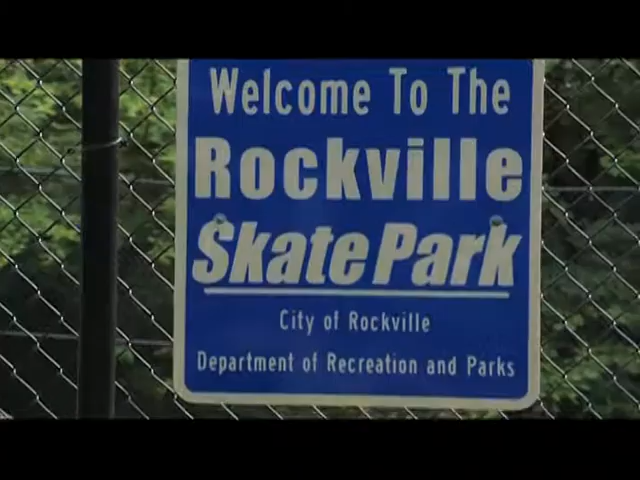 Welcome To The
Rockville
Skate Park
City of Rockville
Department of Recreation and Parks